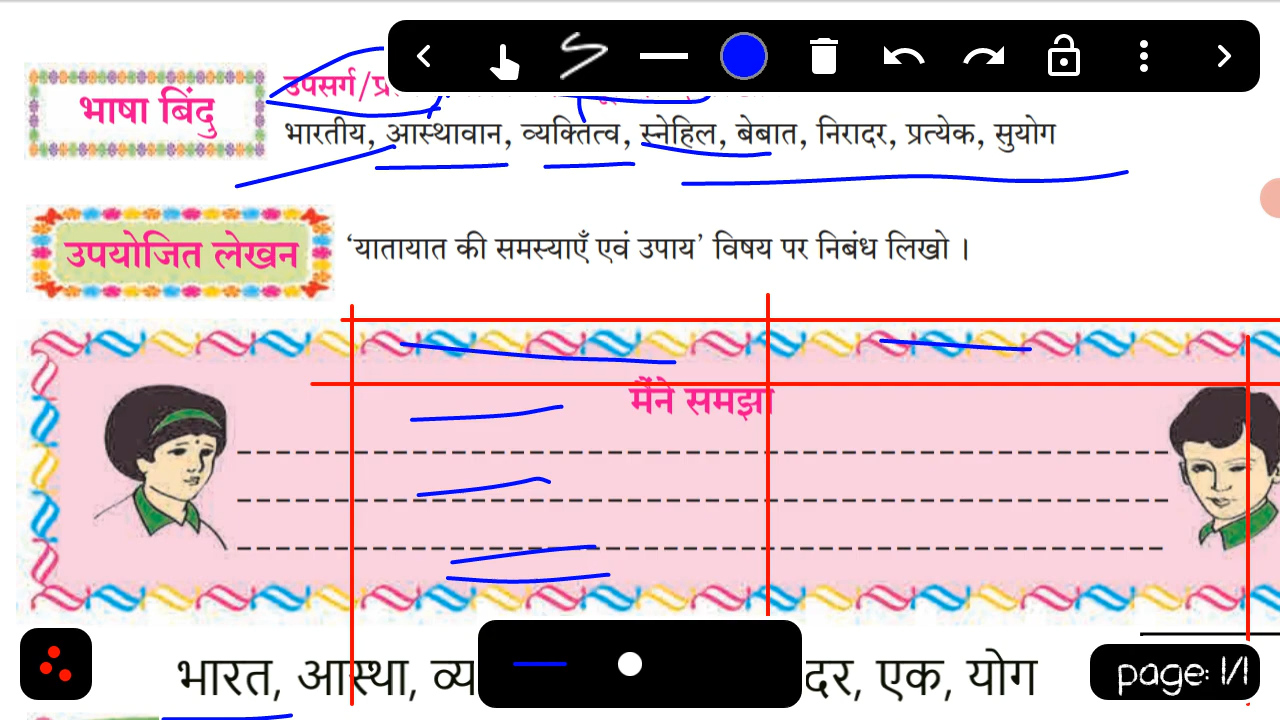 भाषा बिंदु
उपसर्ग/
भारतीय, आस्थावान, व्यक्तित्व, स्नेहिल, बेबात, निरादर, प्रत्येक, सुयोग
उपयोजित लेखन
‘यातायात की समस्याएँ एवं उपाय’ विषय पर निबंध लिखो ।
मैंने समझा
भारत, आस्था, एक, योग
page: 1/1